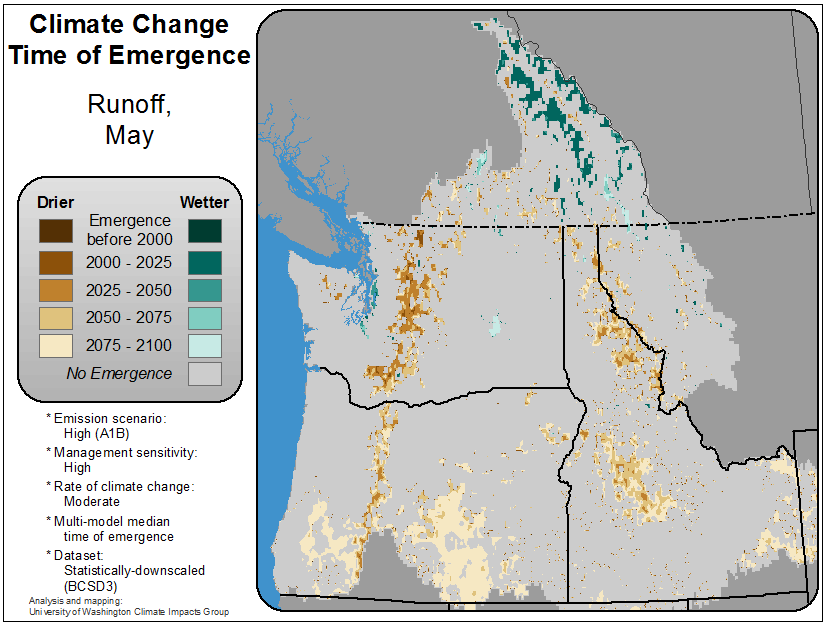 Climate Change
Time of Emergence
Runoff,
May
Drier Wetter
Emergence
before 2000
2000 - 2025
2025 - 2050
2050 - 2075
2075 - 2100
No Emergence
* Emission scenario:
High (A1B)
* Management sensitivity:
High
* Rate of climate change:
Moderate
* Multi-model median
time of emergence
* Dataset:
Statistically-downscaled
(BCSD3)
Analysis and mapping:
University of Washington Climate Impacts Group